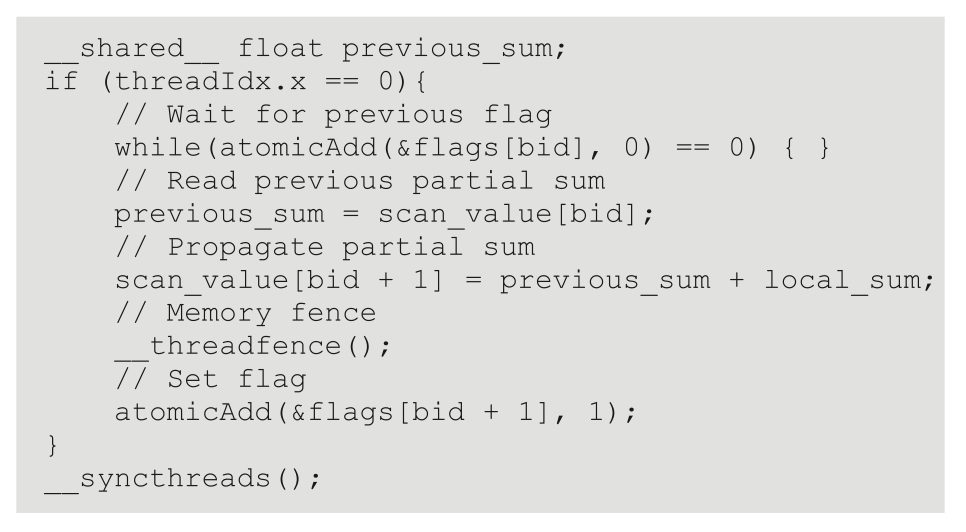 __shared__ float previous_sum;
if (threadIdx.x == 0){
    // Wait for previous flag
    while(atomicAdd(&flags[bid], 0) == 0) { }
    // Read previous partial sum
    previous_sum = scan_value[bid];
    // Propagate partial sum
    scan_value[bid + 1] = previous_sum + local_sum;
    // Memory fence
    __threadfence();
    // Set flag
    atomicAdd(&flags[bid + 1], 1);
}
__syncthreads();